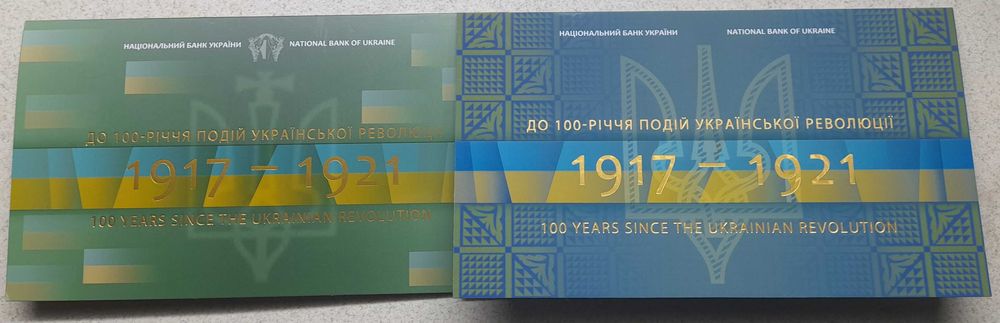 НАЦІОНАЛЬНИЙ БАНК УКРАЇНИ NATIONAL BANK OF UKRAINE
ДО 100-РІЧЧЯ ПОДІЙ УКРАЇНСЬКОЇ РЕВОЛЮЦІЇ
1917 – 1921
100 YEARS SINCE THE UKRAINIAN REVOLUTION
НАЦІОНАЛЬНИЙ БАНК УКРАЇНИ NATIONAL BANK OF UKRAINE
ДО 100-РІЧЧЯ ПОДІЙ УКРАЇНСЬКОЇ РЕВОЛЮЦІЇ
1917 – 1921
100 YEARS SINCE THE UKRAINIAN REVOLUTION